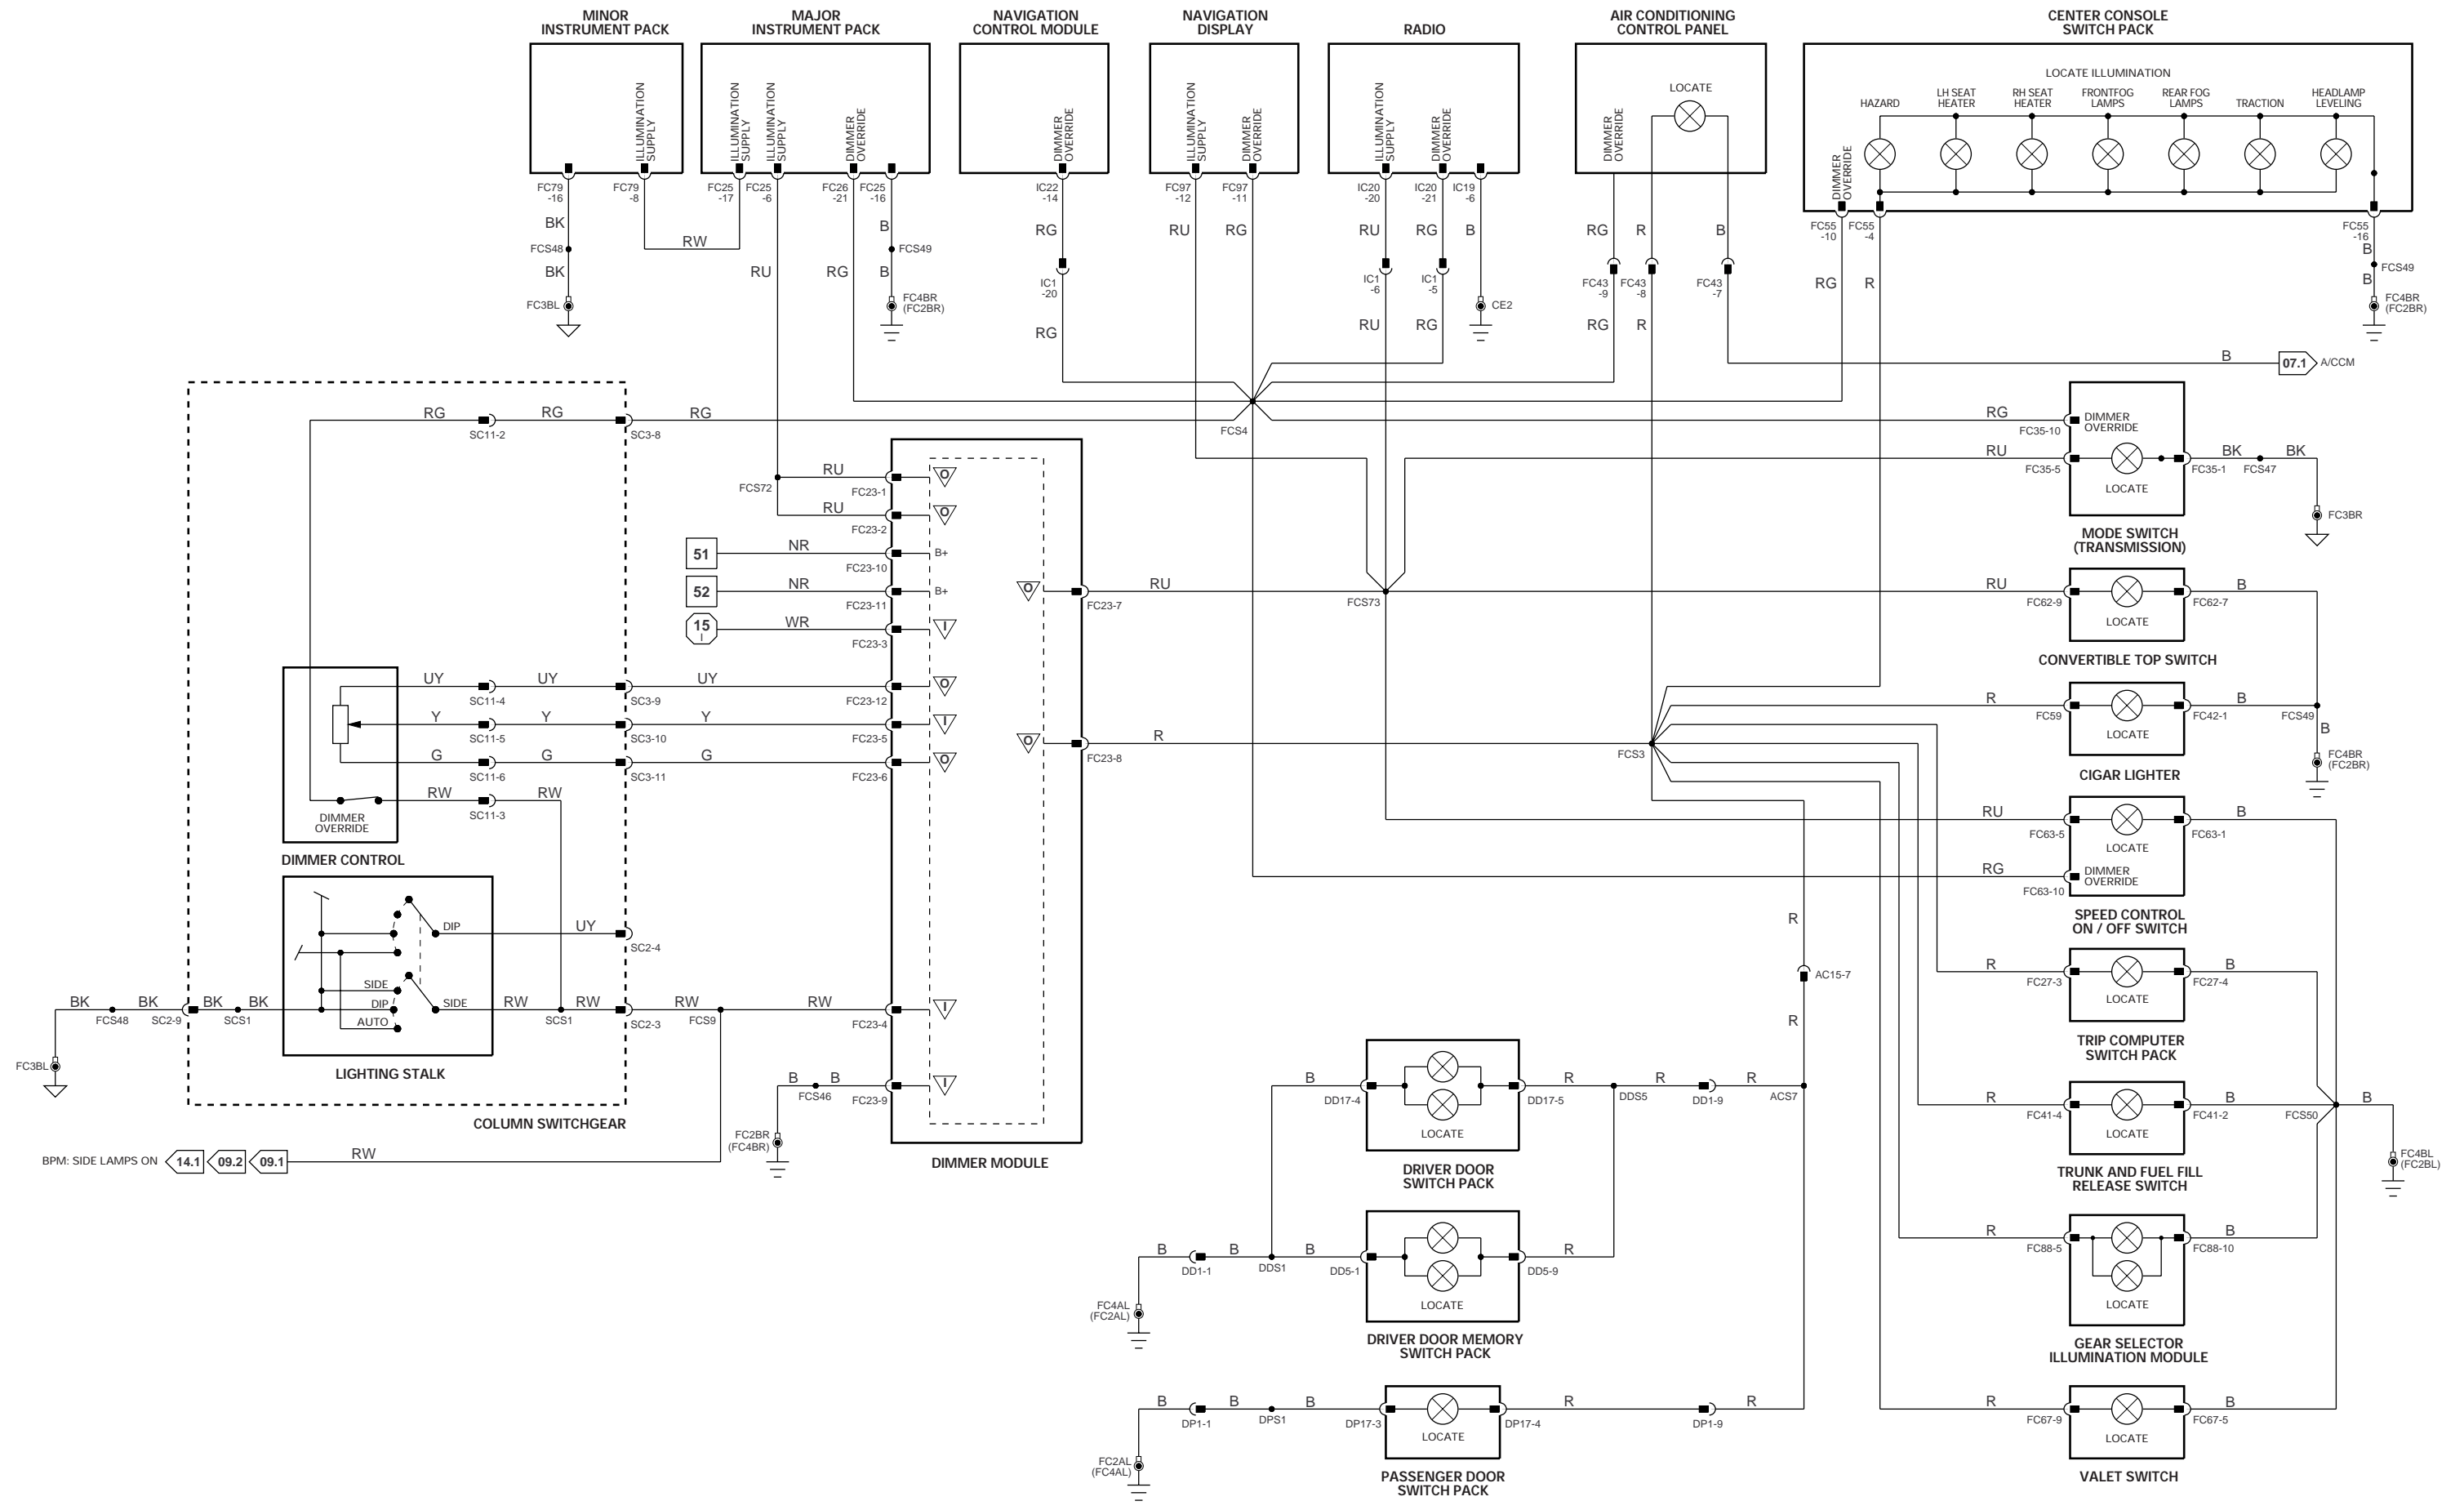 MINOR
INSTRUMENT PACK
MAJOR
INSTRUMENT PACK
NAVIGATION
CONTROL MODULE
NAVIGATION
DISPLAY
RADIO
AIR CONDITIONING
CONTROL PANEL
CENTER CONSOLE
SWITCH PACK
LOCATE ILLUMINATION
LOCATE
HAZARD
LH SEAT
HEATER
RH SEAT
HEATER
FRONTFOG
LAMPS
REAR FOG
LAMPS
TRACTION
HEADLAMP
LEVELING
ILLUMINATION
SUPPLY
ILLUMINATION
SUPPLY
ILLUMINATION
SUPPLY
DIMMER
OVERRIDE
DIMMER
OVERRIDE
ILLUMINATION
SUPPLY
DIMMER
OVERRIDE
ILLUMINATION
SUPPLY
DIMMER
OVERRIDE
DIMMER
OVERRIDE
DIMMER
OVERRIDE
FC79
-16
FC79
-8
FC25
-17
FC25
-6
FC26
-21
FC25
-16
IC22
-14
FC97
-12
FC97
-11
IC20
-20
IC20
-21
IC19
-6
FC55
-10
FC55
-4
FC55
-16
BK
FCS48
BK
FC3BL
RW
RU
RG
B
FCS49
B
FC4BR
(FC2BR)
RG
IC1
-20
RG
RU
RG
RU
RG
B
IC1
-6
IC1
-5
CE2
RU
RG
RG
R
B
FC43
-9
FC43
-8
FC43
-7
RG
R
RG
R
B
FCS49
B
FC4BR
(FC2BR)
B
07.1
A/CCM
RG
SC11-2
RG
SC3-8
RG
FCS4
RG
FC35-10
DIMMER
OVERRIDE
RU
FC35-5
LOCATE
FC35-1
BK
FCS47
BK
FC3BR
MODE SWITCH
(TRANSMISSION)
FCS72
RU
FC23-1
O
RU
FC23-2
O
51
NR
FC23-10
B+
52
NR
FC23-11
B+
15
I
WR
FC23-3
I
O
FC23-7
RU
FCS73
RU
FC62-9
LOCATE
FC62-7
B
CONVERTIBLE TOP SWITCH
UY
SC11-4
UY
SC3-9
UY
FC23-12
O
Y
SC11-5
Y
SC3-10
Y
FC23-5
I
G
SC11-6
G
SC3-11
G
FC23-6
O
RW
SC11-3
RW
DIMMER
OVERRIDE
DIMMER CONTROL
O
FC23-8
R
FCS3
R
FC59
LOCATE
FC42-1
B
FCS49
B
FC4BR
(FC2BR)
CIGAR LIGHTER
RU
FC63-5
LOCATE
FC63-1
B
RG
FC63-10
DIMMER
OVERRIDE
SPEED CONTROL
ON / OFF SWITCH
DIP
UY
SC2-4
SIDE
DIP
AUTO
SIDE
BK
FCS48
BK
SC2-9
BK
SCS1
BK
RW
SCS1
RW
SC2-3
RW
FCS9
RW
FC23-4
I
FC3BL
LIGHTING STALK
COLUMN SWITCHGEAR
B
FCS46
B
FC23-9
I
FC2BR
(FC4BR)
DIMMER MODULE
BPM: SIDE LAMPS ON
14.1
09.2
09.1
RW
R
AC15-7
R
R
FC27-3
LOCATE
FC27-4
B
TRIP COMPUTER
SWITCH PACK
B
DD17-4
LOCATE
DD17-5
R
DDS5
R
DD1-9
R
ACS7
DRIVER DOOR
SWITCH PACK
R
FC41-4
LOCATE
FC41-2
B
FCS50
B
FC4BL
(FC2BL)
TRUNK AND FUEL FILL
RELEASE SWITCH
B
DD1-1
B
DDS1
B
DD5-1
LOCATE
DD5-9
R
FC4AL
(FC2AL)
DRIVER DOOR MEMORY
SWITCH PACK
R
FC88-5
LOCATE
FC88-10
B
GEAR SELECTOR
ILLUMINATION MODULE
B
DP1-1
B
DPS1
B
DP17-3
LOCATE
DP17-4
R
DP1-9
R
FC2AL
(FC4AL)
PASSENGER DOOR
SWITCH PACK
R
FC67-9
LOCATE
FC67-5
B
VALET SWITCH